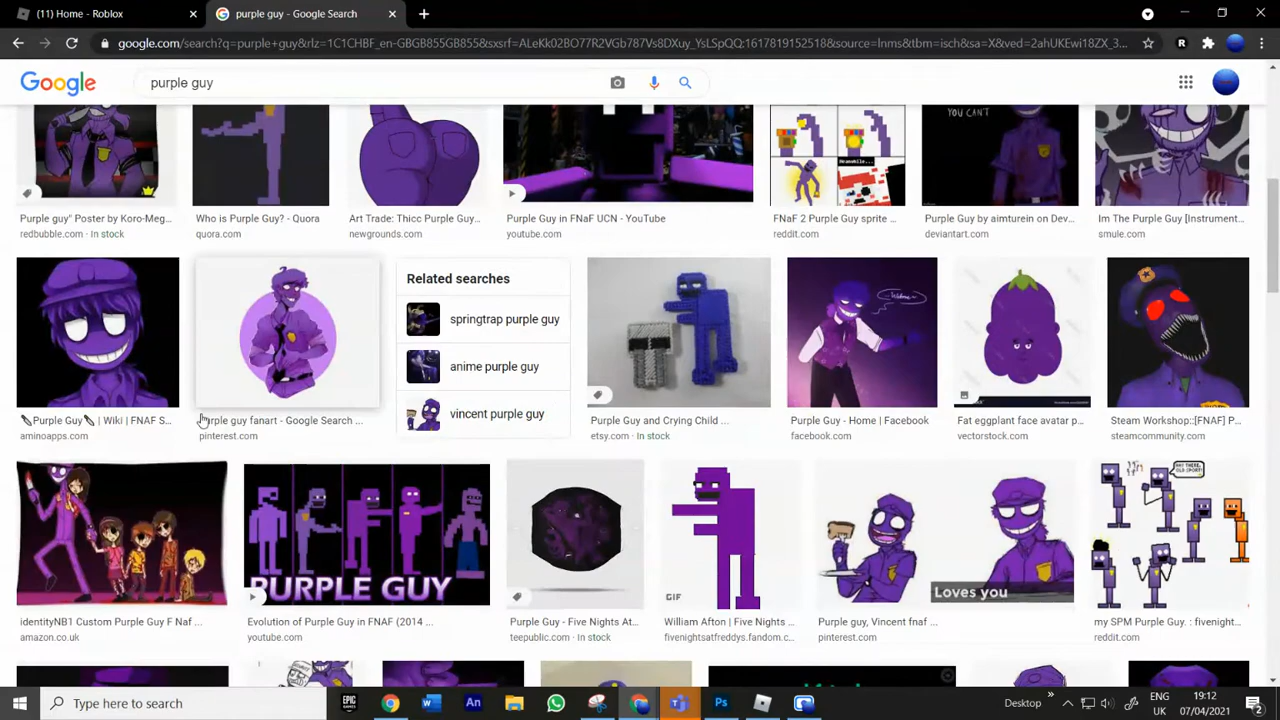 (11) Home - Roblox
purple guy - Google Search
google.com/search?q=purple+guy&rlz=1C1CHBF_en-GBGB855GB855&sxsrf=ALeKk02BO77R2VGb787Vs8DXuy_YsLSpQQ:1617819152518&source=lnms&tbm=isch&sa=X&ved=2ahUKEwi18ZX_3...
Google
purple guy
YOU CAN'T
Purple guy" Poster by Koro-Meg...
redbubble.com · In stock
Who is Purple Guy? - Quora
quora.com
Art Trade: Thicc Purple Guy...
newgrounds.com
Purple Guy in FNaF UCN - YouTube
youtube.com
FNaF 2 Purple Guy sprite ...
reddit.com
Purple Guy by aimturein on Dev...
deviantart.com
Im The Purple Guy [Instrument...
smule.com
Purple Guy | Wiki | FNAF S...
aminoapps.com
urple guy fanart - Google Search ...
pinterest.com
Related searches
springtrap purple guy
anime purple guy
vincent purple guy
Purple Guy and Crying Child ...
etsy.com · In stock
Purple Guy - Home | Facebook
facebook.com
Fat eggplant face avatar p...
vectorstock.com
Steam Workshop::[FNAF] P...
steamcommunity.com
PURPLE GUY
GIF
Loves you
HEY THERE, OLD SPORT!
identityNB1 Custom Purple Guy F Naf ...
amazon.co.uk
Evolution of Purple Guy in FNAF (2014 ...
youtube.com
Purple Guy - Five Nights At...
teepublic.com · In stock
William Afton | Five Nights ...
fivenightsatfreddys.fandom.c...
Purple guy, Vincent fnaf ...
pinterest.com
my SPM Purple Guy. : fivenight...
reddit.com
Type here to search
Desktop
ENG
UK
19:12
07/04/2021
2